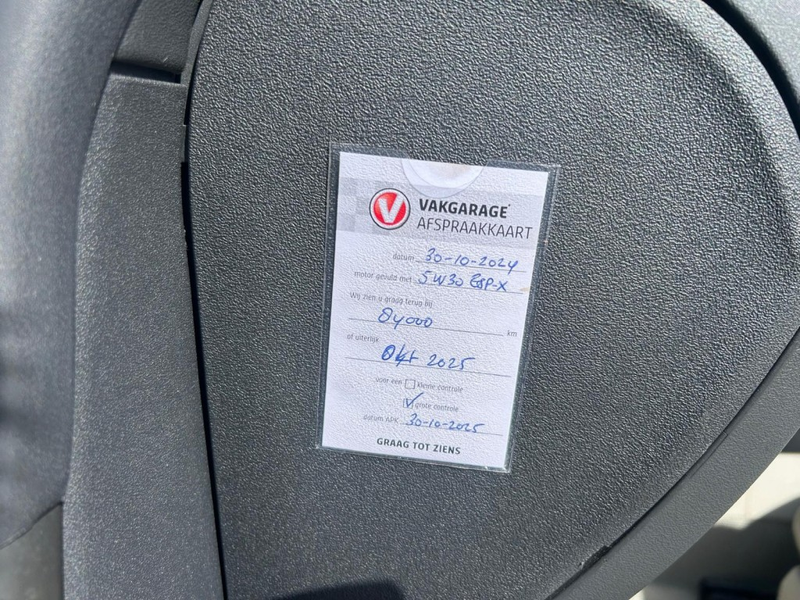 V VAKGARAGE
AFSPRAAKKAART
datum 30-10-2024
motor gevuld met 5W30 ESP-X
Wij zien u graag terug bij
84000 km
of uiterlijk
Okt 2025
voor een kleine controle
grote controle
datum APK 30-10-2025
GRAAG TOT ZIENS